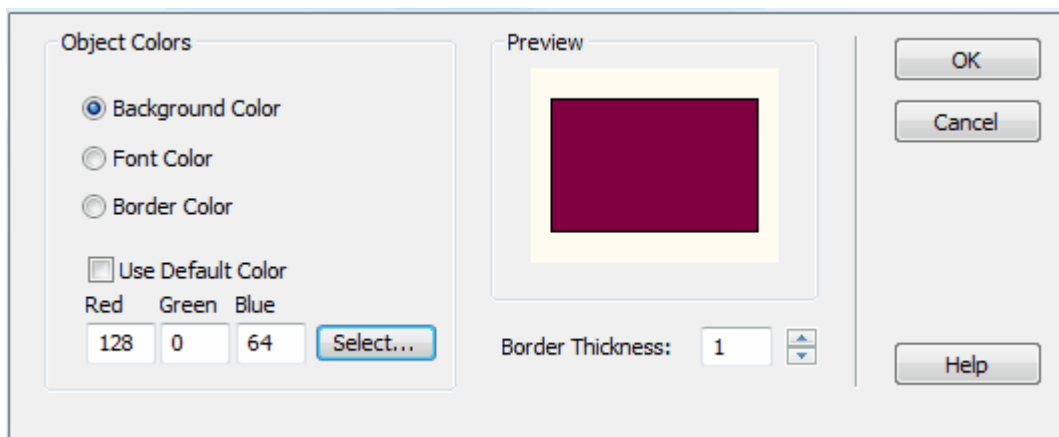 Object Colors
Background Color
Font Color
Border Color
Use Default Color
Red Green Blue
128 0 64 Select...
Preview
Border Thickness: 1
OK
Cancel
Help